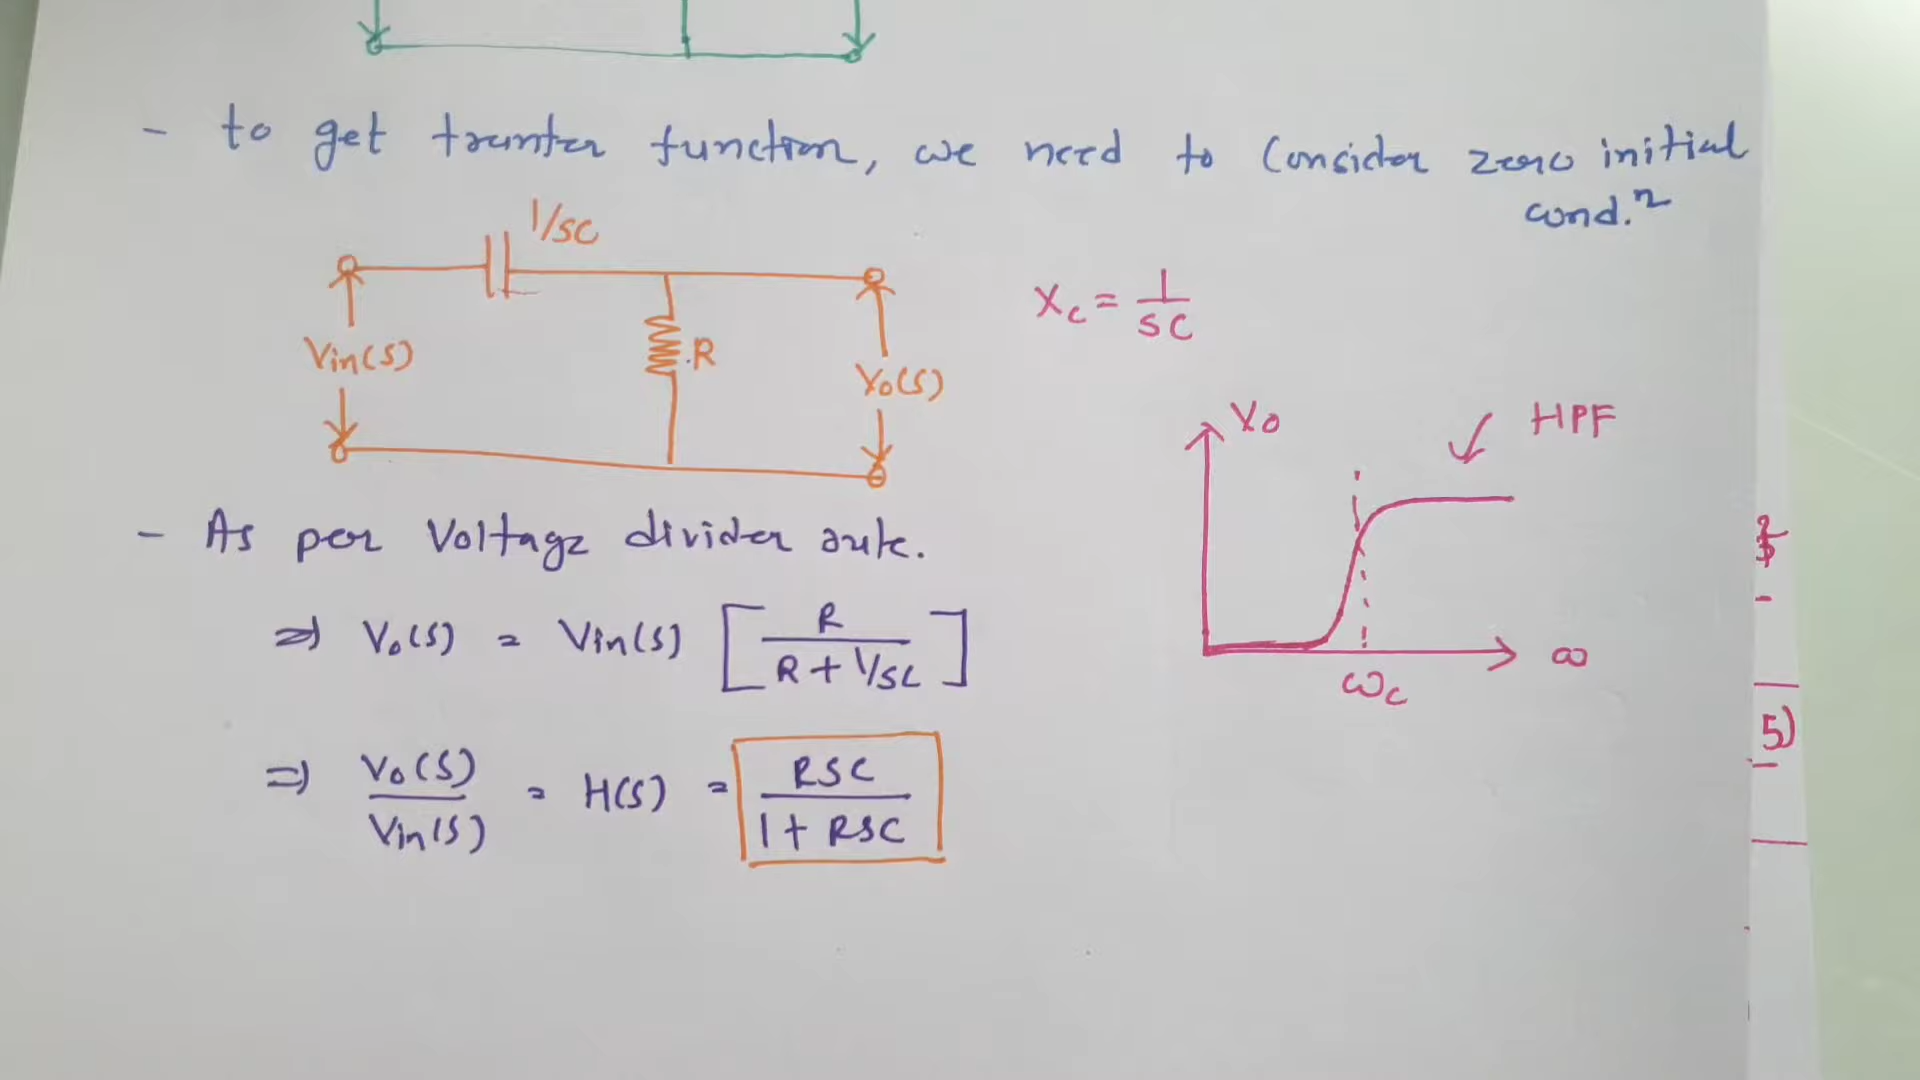 - to get transfer function, we need to consider zero initial
cond.ⁿ
1/SC
Vin(S)
R
Vo(S)
Xc = 1/SC
Vo
HPF
ω
ωc
- As per Voltage divider rule.
⇒ Vo(S) = Vin(S) [R / (R + 1/SC)]
⇒ Vo(S)/Vin(S) = H(S) = RSC / (1 + RSC)
5)